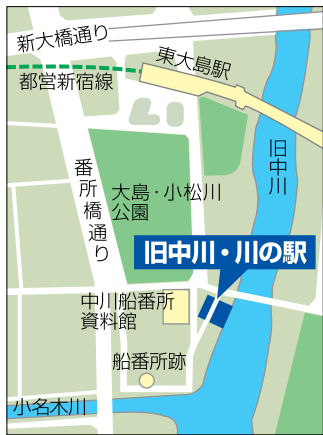 新大橋通り
東大島駅
都営新宿線
旧中川
番所橋通り
大島・小松川
公園
旧中川・川の駅
中川船番所
資料館
船番所跡
小名木川